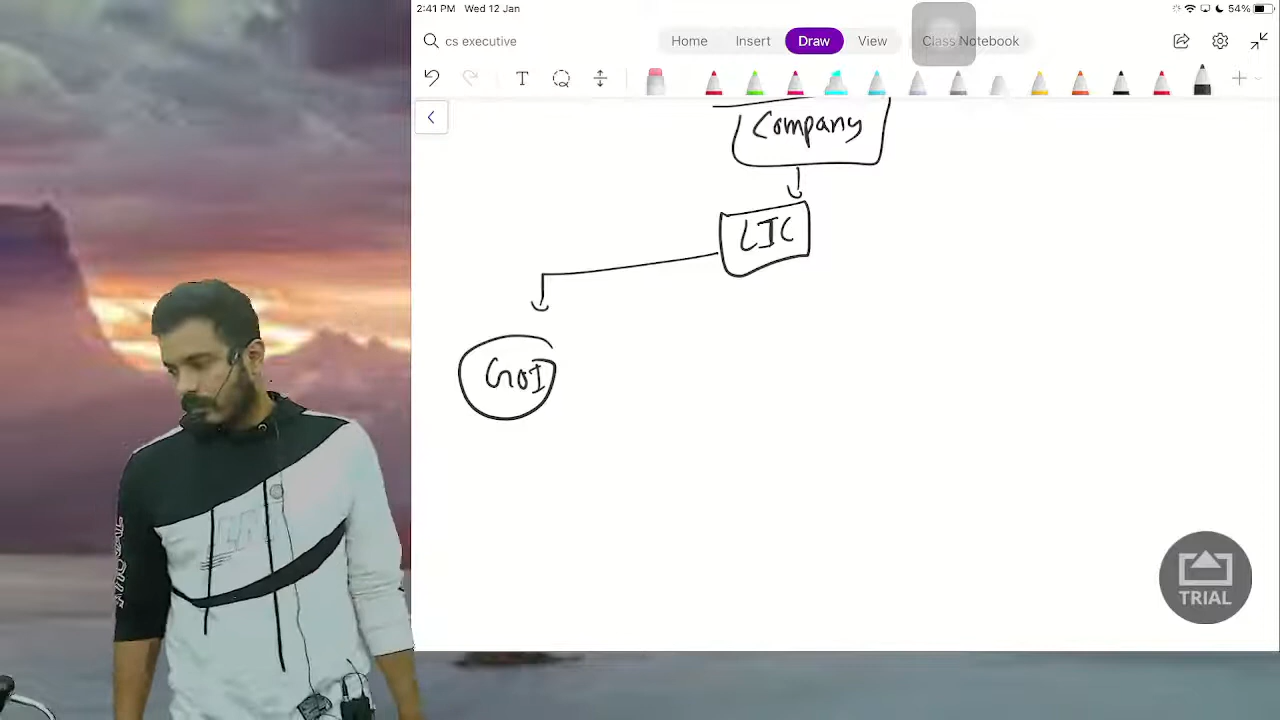 2:41 PM Wed 12 Jan
54%
cs executive
Home Insert Draw View Class Notebook
T
Company
LIC
GOI
TRIAL